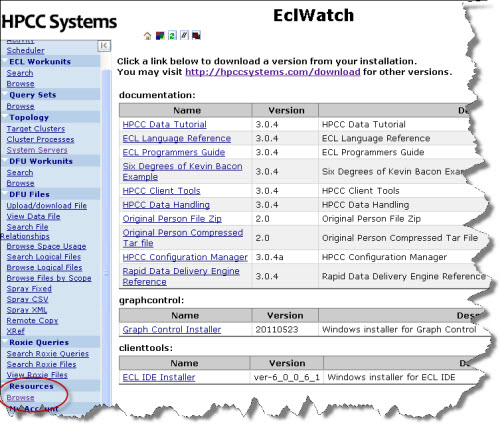 HPCC Systems
EclWatch
Activity
Scheduler
ECL Workunits
Search
Browse
Query Sets
Browse
Topology
Target Clusters
Cluster Processes
System Servers
DFU Workunits
Search
Browse
DFU Files
Upload/download File
View Data File
Search File
Relationships
Browse Space Usage
Search Logical Files
Browse Logical Files
Browse Files by Scope
Spray Fixed
Spray CSV
Spray XML
Remote Copy
XRef
Roxie Queries
Search Roxie Queries
Search Roxie Files
View Roxie Files
Resources
Browse
My Account
Click a link below to download a version from your installation.
You may visit http://hpccsystems.com/download for other versions.
documentation:
Name Version De
HPCC Data Tutorial 3.0.4 HPCC Data Tutorial
ECL Language Reference 3.0.4 ECL Language Reference
ECL Programmers Guide 3.0.4 ECL Programmers Guide
Six Degrees of Kevin Bacon
Example 3.0.4 Six Degrees of Kevin Bacon Exam
HPCC Client Tools 3.0.4 HPCC Client Tools
HPCC Data Handling 3.0.4 HPCC Data Handling
Original Person File Zip 2.0 Original Person File Zip
Original Person Compressed
Tar file 2.0 Original Person Compressed Tar File
HPCC Configuration Manager 3.0.4a HPCC Configuration Manager
Rapid Data Delivery Engine
Reference 3.0.4 Rapid Data Delivery Engine Reference
graphcontrol:
Name Version Des
Graph Control Installer 20110523 Windows installer for Graph Control
clienttools:
Name Version De
ECL IDE Installer ver-6_0_0_6_1 Windows installer for ECL IDE